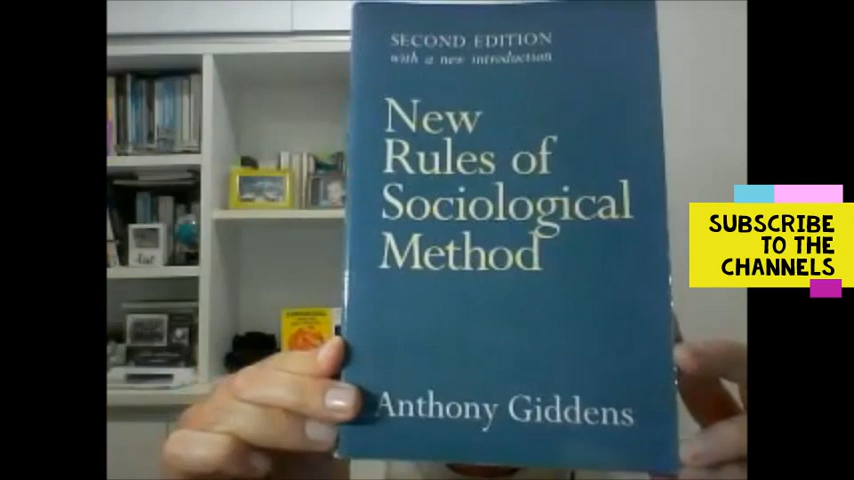 SECOND EDITION
with a new introduction
New
Rules of
Sociological
Method
Anthony Giddens
SUBSCRIBE
TO THE
CHANNELS